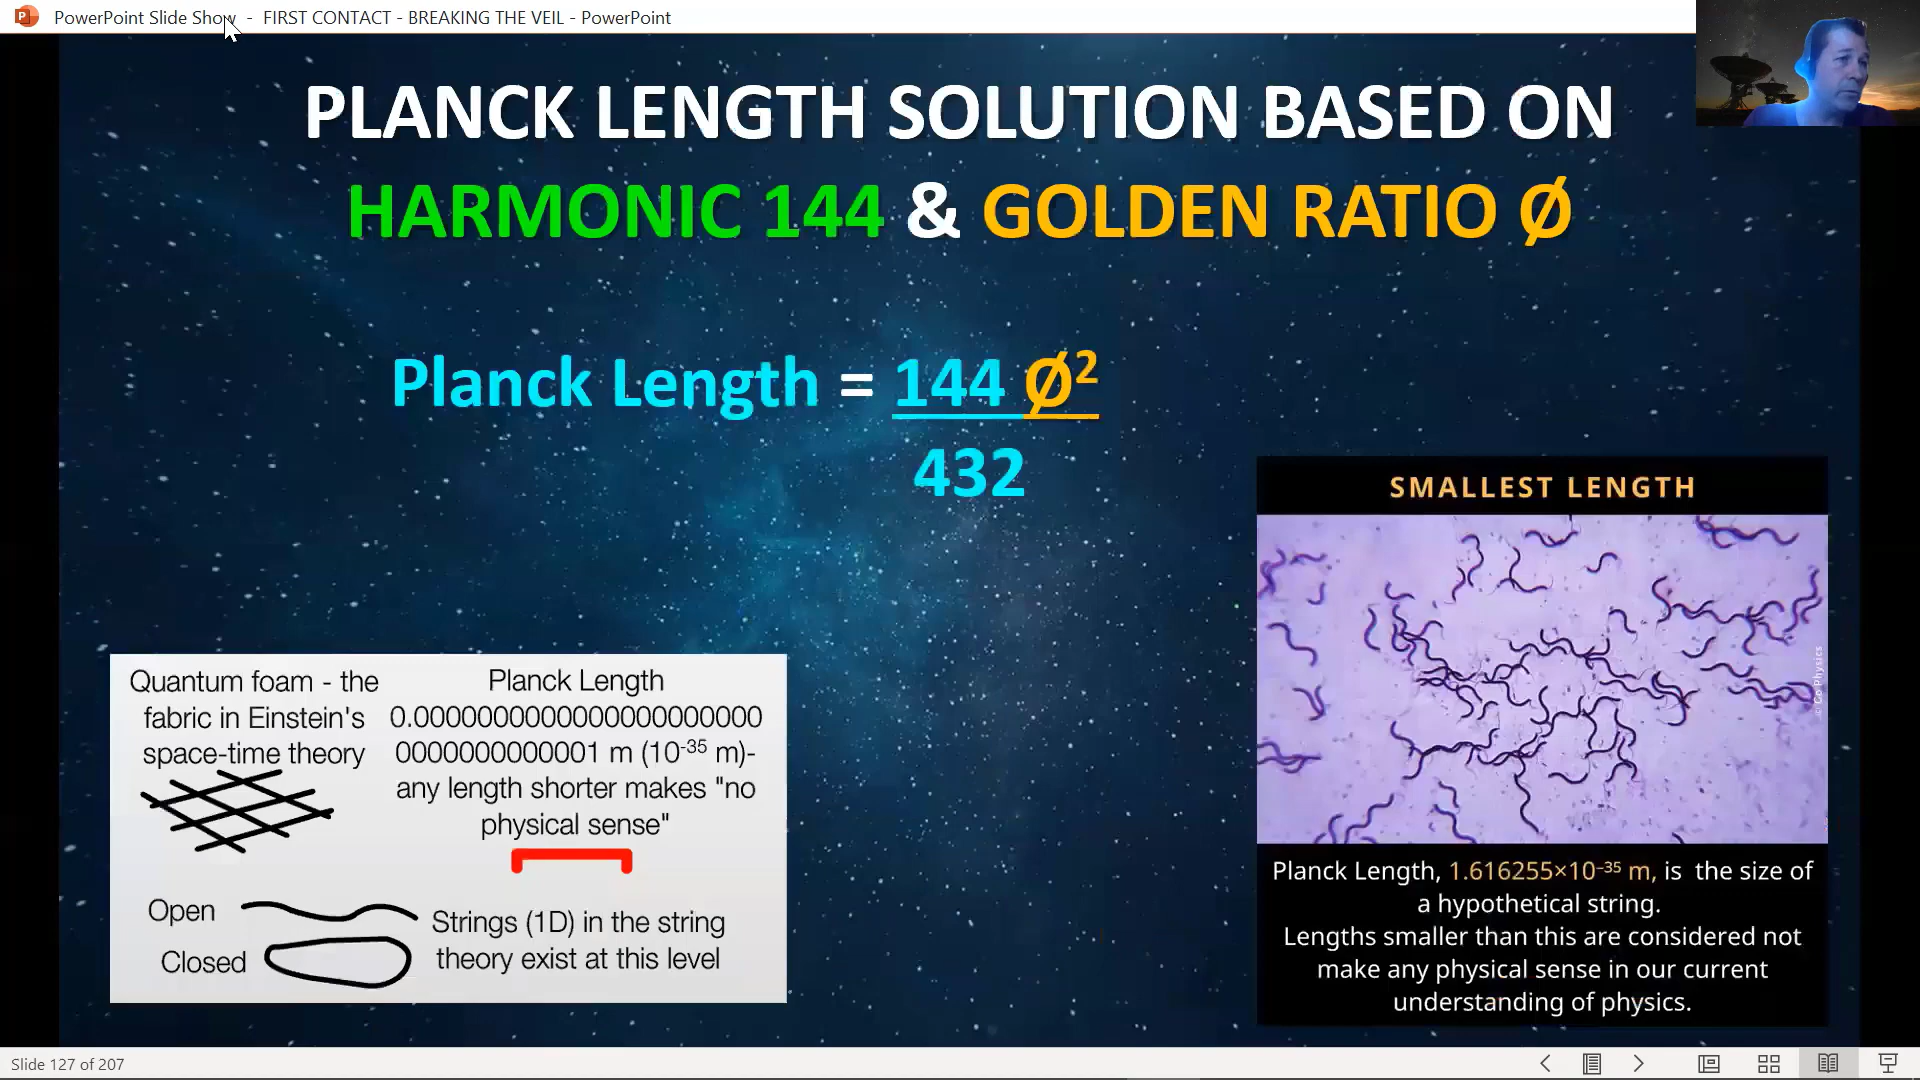 PowerPoint Slide Show - FIRST CONTACT - BREAKING THE VEIL - PowerPoint
PLANCK LENGTH SOLUTION BASED ON
HARMONIC 144 & GOLDEN RATIO Ø
Planck Length = 144 Ø²
432
SMALLEST LENGTH
© Go Physics
Planck Length, 1.616255×10⁻³⁵ m, is the size of
a hypothetical string.
Lengths smaller than this are considered not
make any physical sense in our current
understanding of physics.
Quantum foam - the
fabric in Einstein's
space-time theory
Planck Length
0.0000000000000000000000
0000000000001 m (10⁻³⁵ m)-
any length shorter makes "no
physical sense"
Open
Closed
Strings (1D) in the string
theory exist at this level
Slide 127 of 207